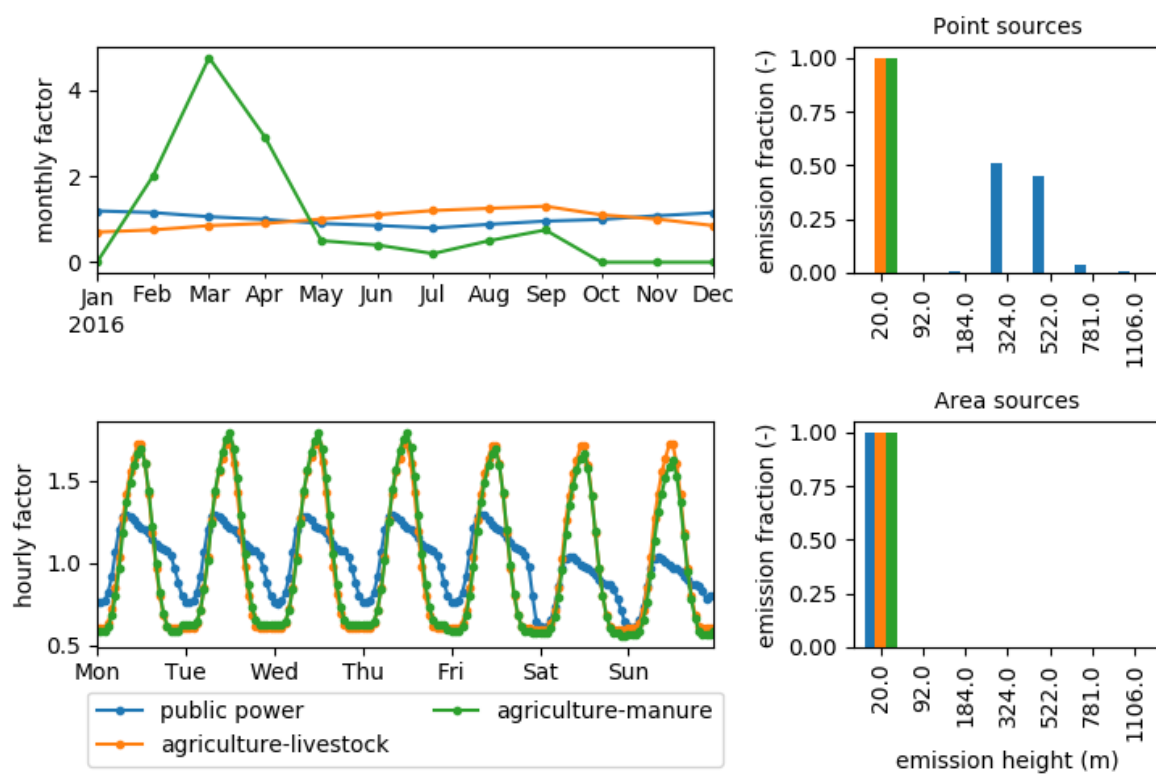 monthly factor
4
2
0
Jan Feb Mar Apr May Jun Jul Aug Sep Oct Nov Dec
2016
Point sources
emission fraction (-)
1.00
0.75
0.50
0.25
0.00
20.0 92.0 184.0 324.0 522.0 781.0 1106.0
hourly factor
1.5
1.0
0.5
Mon Tue Wed Thu Fri Sat Sun
public power
agriculture-livestock
agriculture-manure
Area sources
emission fraction (-)
1.00
0.75
0.50
0.25
0.00
20.0 92.0 184.0 324.0 522.0 781.0 1106.0
emission height (m)